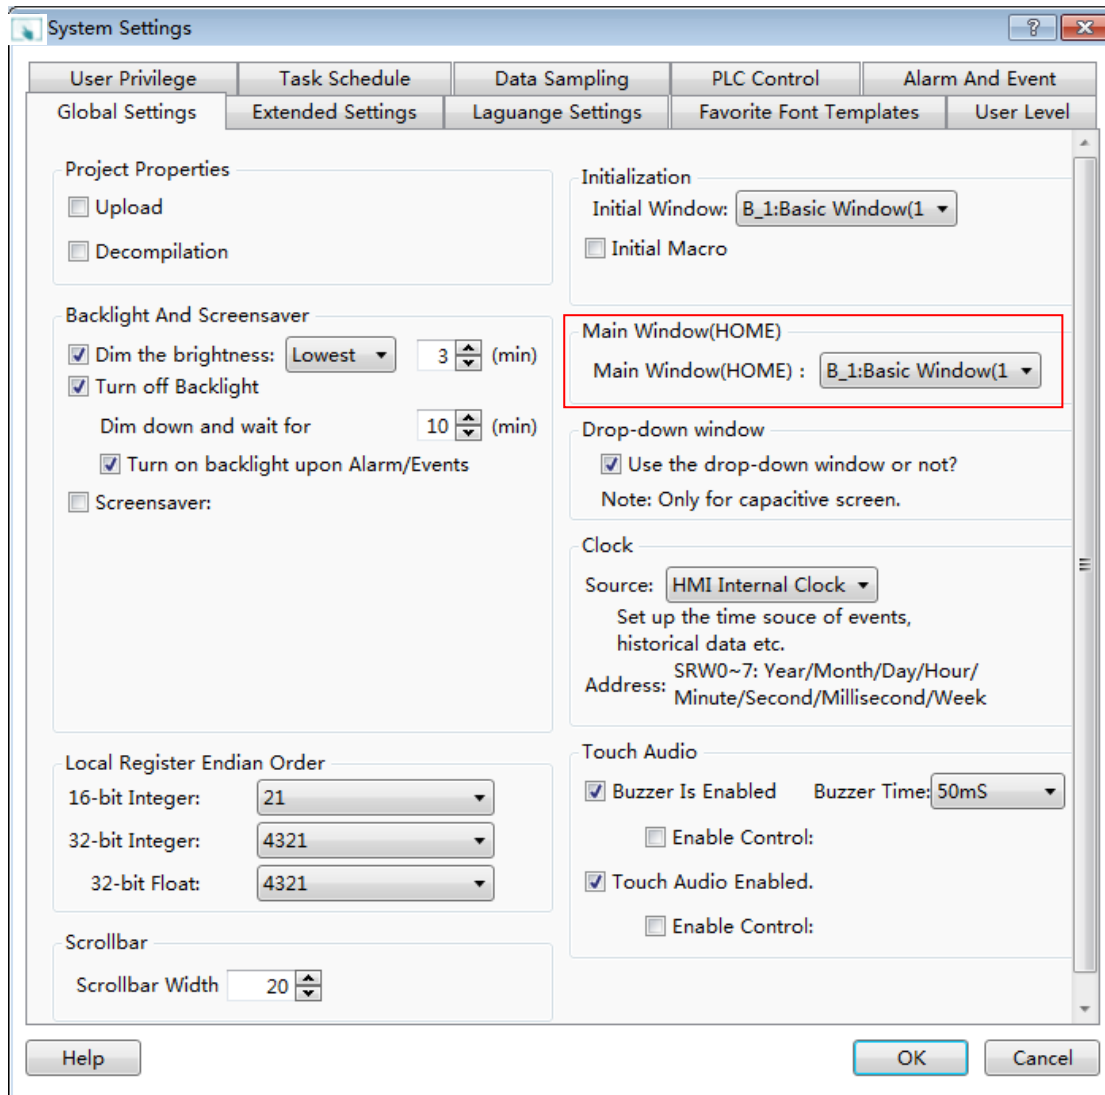 System Settings
User Privilege
Task Schedule
Data Sampling
PLC Control
Alarm And Event
Global Settings
Extended Settings
Laguange Settings
Favorite Font Templates
User Level
Project Properties
Upload
Decompilation
Backlight And Screensaver
Dim the brightness: Lowest 3 (min)
Turn off Backlight
Dim down and wait for 10 (min)
Turn on backlight upon Alarm/Events
Screensaver:
Local Register Endian Order
16-bit Integer: 21
32-bit Integer: 4321
32-bit Float: 4321
Scrollbar
Scrollbar Width 20
Initialization
Initial Window: B_1:Basic Window(1
Initial Macro
Main Window(HOME)
Main Window(HOME) : B_1:Basic Window(1
Drop-down window
Use the drop-down window or not?
Note: Only for capacitive screen.
Clock
Source: HMI Internal Clock
Set up the time souce of events,
historical data etc.
Address: SRW0~7: Year/Month/Day/Hour/
Minute/Second/Millisecond/Week
Touch Audio
Buzzer Is Enabled Buzzer Time: 50mS
Enable Control:
Touch Audio Enabled.
Enable Control:
Help
OK
Cancel